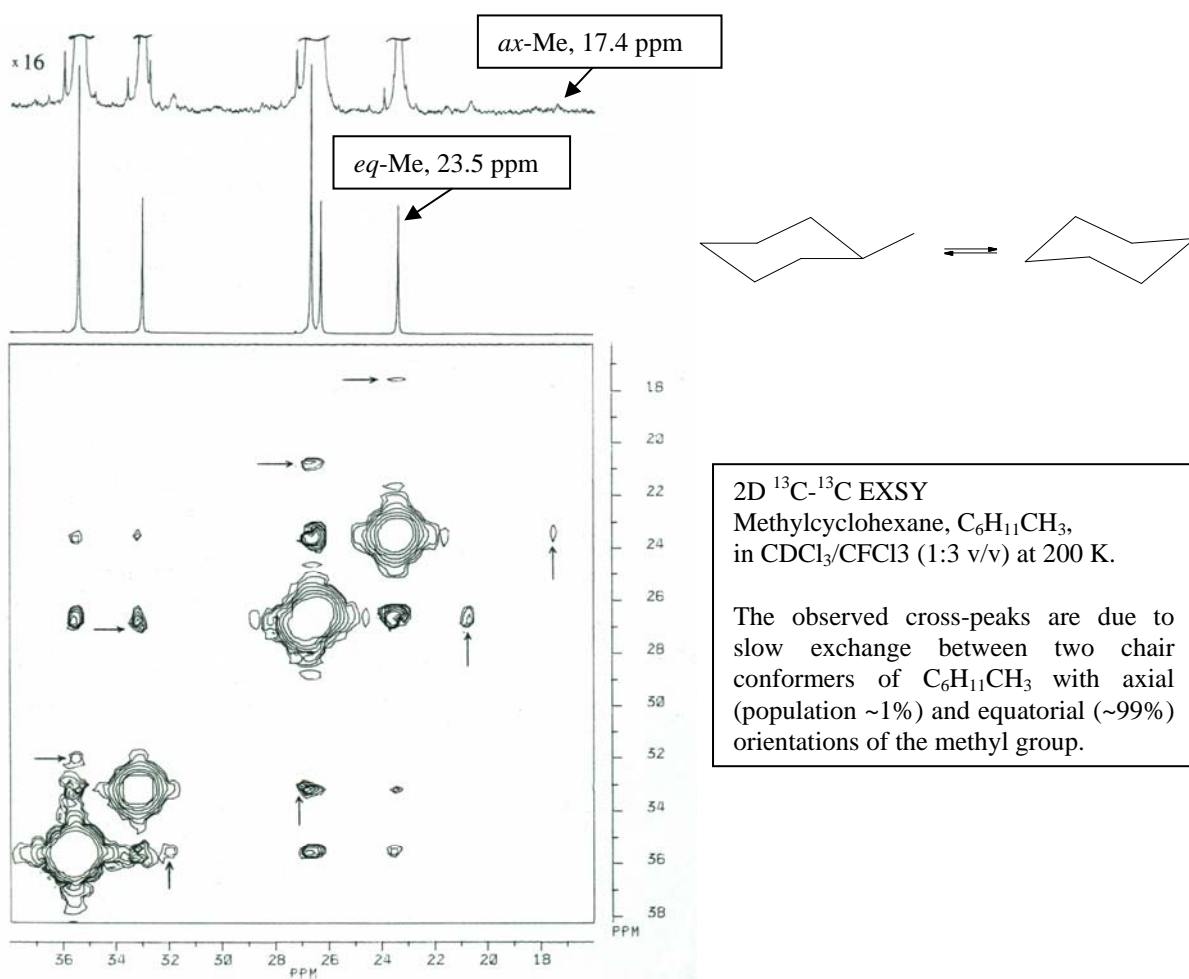 ax-Me, 17.4 ppm
x 16
eq-Me, 23.5 ppm
18
20
22
24
26
28
30
32
34
36
38
PPM
36 34 32 30 28 26 24 22 20 18
PPM
2D ¹³C-¹³C EXSY
Methylcyclohexane, C₆H₁₁CH₃,
in CDCl₃/CFCl3 (1:3 v/v) at 200 K.
The observed cross-peaks are due to
slow exchange between two chair
conformers of C₆H₁₁CH₃ with axial
(population ~1%) and equatorial (~99%)
orientations of the methyl group.